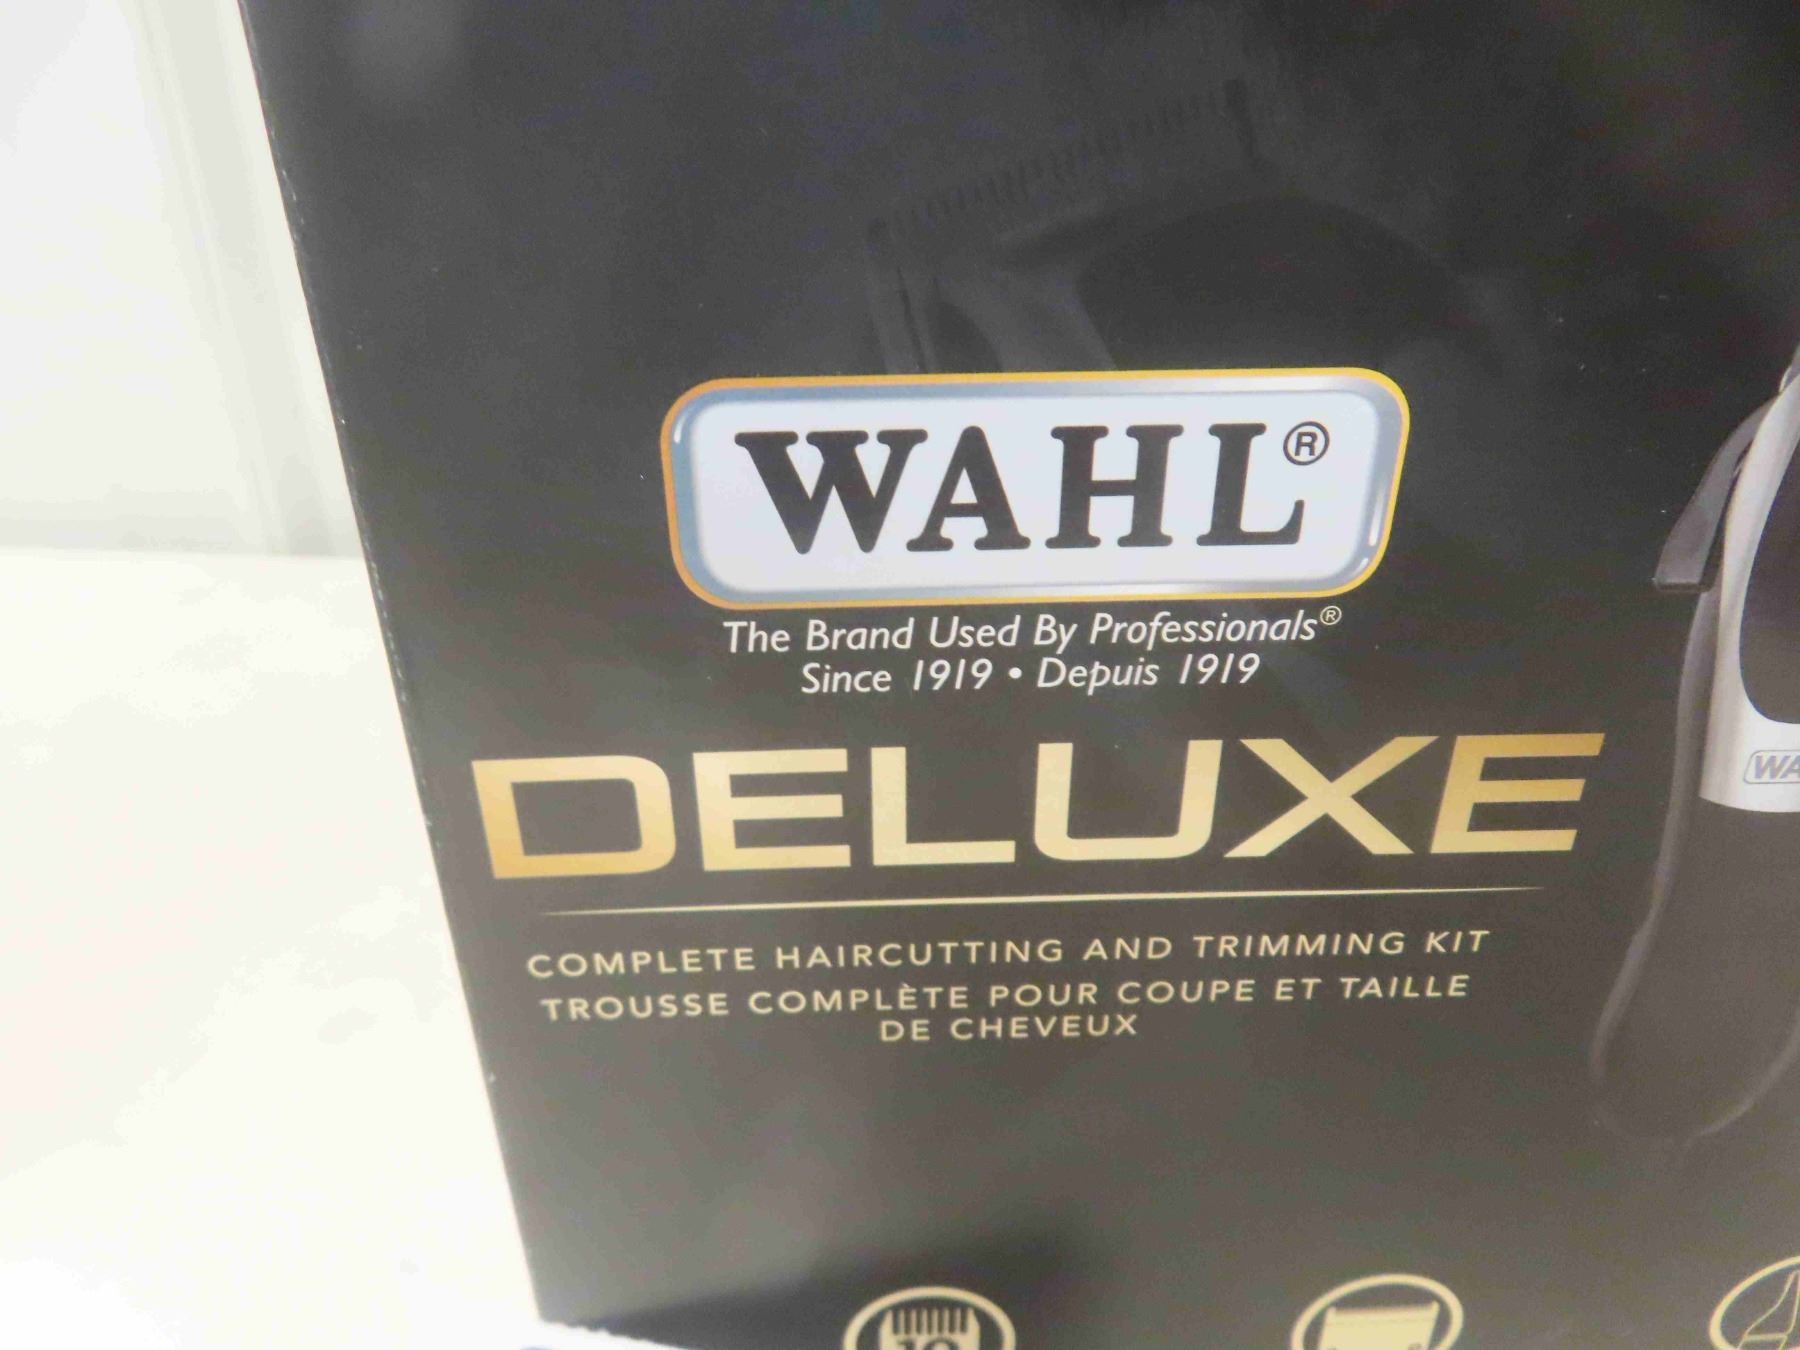 WAHL®
The Brand Used By Professionals®
Since 1919 • Depuis 1919
DELUXE
COMPLETE HAIRCUTTING AND TRIMMING KIT
TROUSSE COMPLÈTE POUR COUPE ET TAILLE
DE CHEVEUX